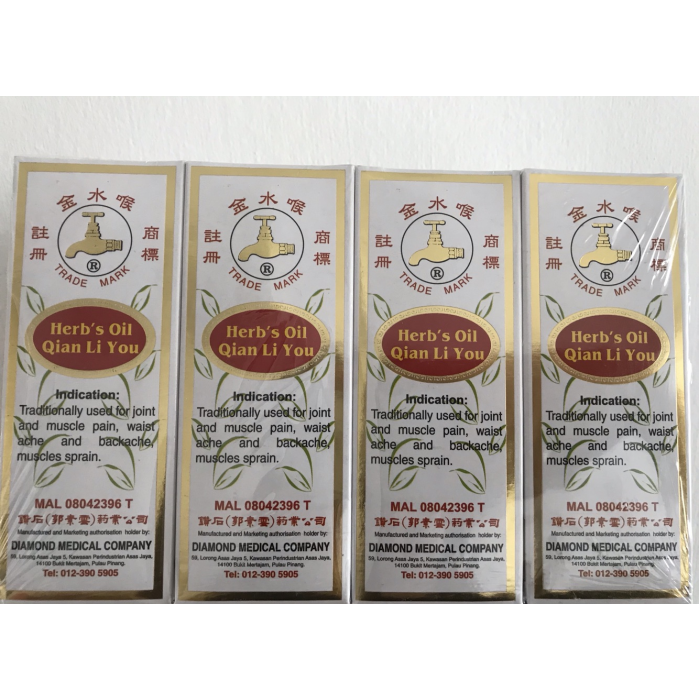 金水喉
註冊
商標
®
TRADE MARK
Herb's Oil
Qian Li You
Indication:
Traditionally used for joint
and muscle pain, waist
ache and backache,
muscles sprain.
MAL 08042396 T
鑽石 葯業公司
Manufactured and Marketing authorisation holder by:
DIAMOND MEDICAL COMPANY
59, Lorong Asas Jaya 5, Kawasan Perindustrian Asas Jaya,
14100 Bukit Mertajam, Pulau Pinang.
Tel: 012-390 5905
金水喉
註冊
商標
®
TRADE MARK
Herb's Oil
Qian Li You
Indication:
Traditionally used for joint
and muscle pain, waist
ache and backache,
muscles sprain.
MAL 08042396 T
鑽石 葯業公司
Manufactured and Marketing authorisation holder by:
DIAMOND MEDICAL COMPANY
59, Lorong Asas Jaya 5, Kawasan Perindustrian Asas Jaya,
14100 Bukit Mertajam, Pulau Pinang.
Tel: 012-390 5905
金水喉
註冊
商標
®
TRADE MARK
Herb's Oil
Qian Li You
Indication:
Traditionally used for joint
and muscle pain, waist
ache and backache,
muscles sprain.
MAL 08042396 T
鑽石 葯業公司
Manufactured and Marketing authorisation holder by:
DIAMOND MEDICAL COMPANY
59, Lorong Asas Jaya 5, Kawasan Perindustrian Asas Jaya,
14100 Bukit Mertajam, Pulau Pinang.
Tel: 012-390 5905
金水喉
註冊
商標
®
TRADE MARK
Herb's Oil
Qian Li You
Indication:
Traditionally used for joint
and muscle pain, waist
ache and backache,
muscles sprain.
MAL 08042396 T
鑽石 葯業公司
Manufactured and Marketing authorisation holder by:
DIAMOND MEDICAL COMPANY
59, Lorong Asas Jaya 5, Kawasan Perindustrian Asas Jaya,
14100 Bukit Mertajam, Pulau Pinang.
Tel: 012-390 5905